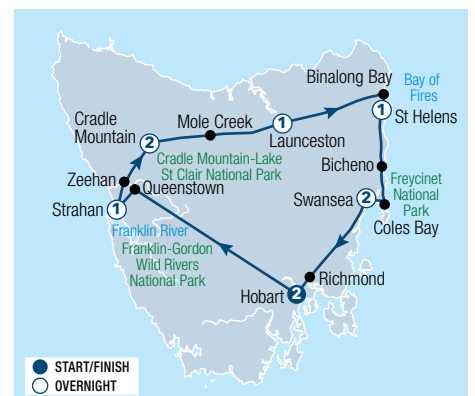 Binalong Bay
Bay of
Fires
Mole Creek
1
1
St Helens
Cradle
Mountain
2
Launceston
Cradle Mountain-Lake
St Clair National Park
Bicheno
Zeehan
Queenstown
Freycinet
National
Park
Swansea
2
Strahan
1
Coles Bay
Franklin River
Franklin-Gordon
Wild Rivers
National Park
Richmond
Hobart
2
START/FINISH
OVERNIGHT